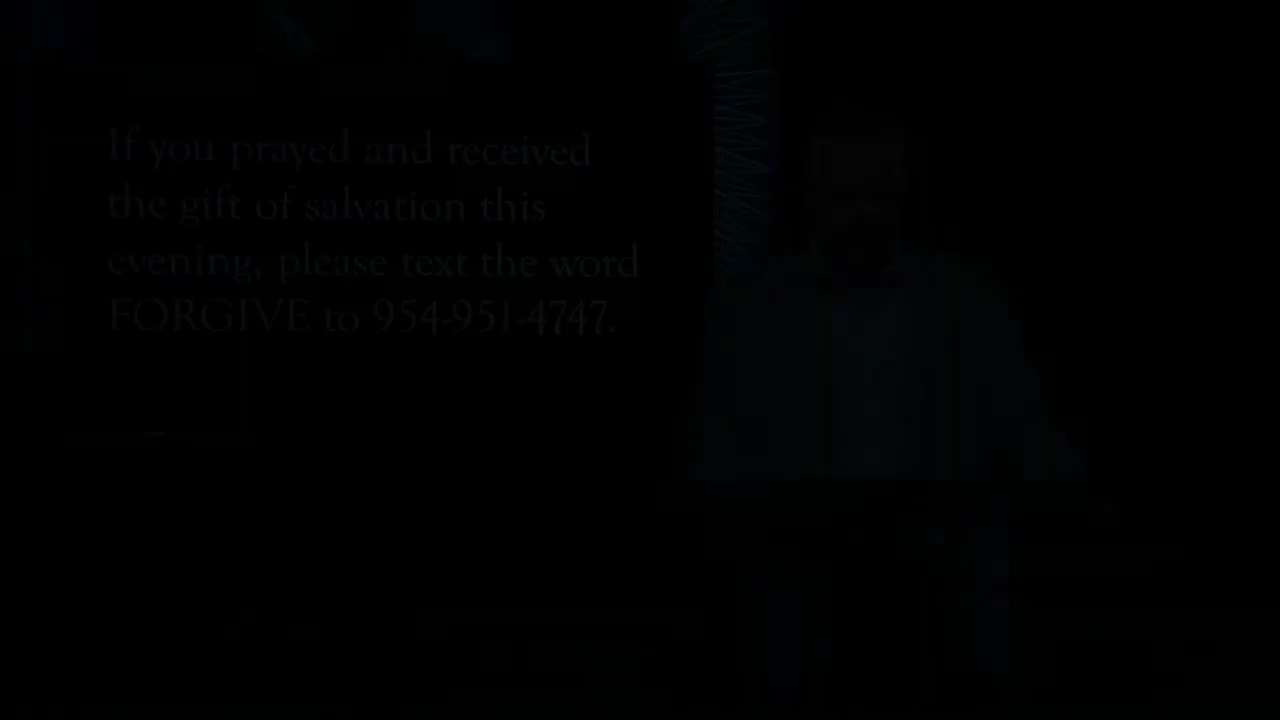 If you prayed and received
the gift of salvation this
evening, please text the word
FORGIVE to 954-951-4747.